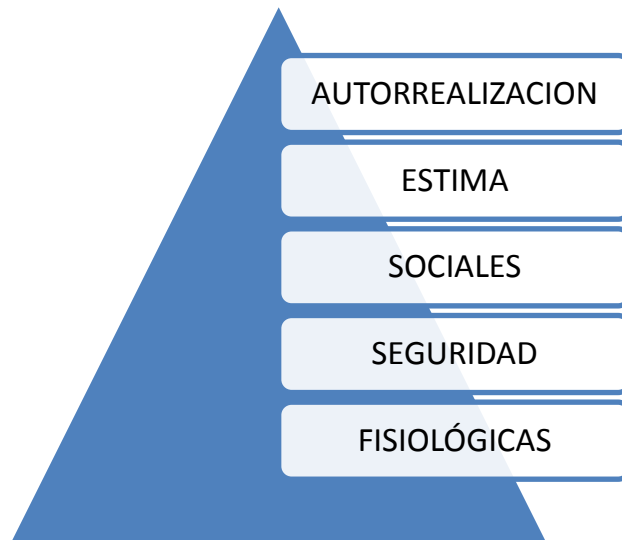 AUTORREALIZACION
ESTIMA
SOCIALES
SEGURIDAD
FISIOLÓGICAS